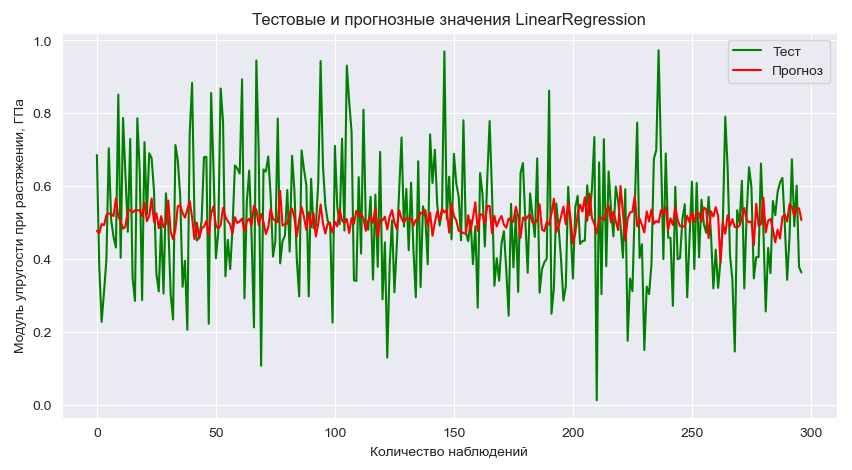 Тестовые и прогнозные значения LinearRegression
Тест
Прогноз
Модуль упругости при растяжении, ГПа
1.0
0.8
0.6
0.4
0.2
0.0
0 50 100 150 200 250 300
Количество наблюдений